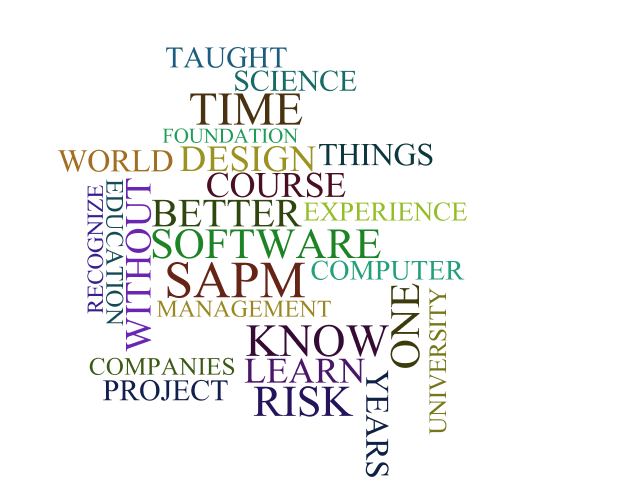 TAUGHT
SCIENCE
TIME
FOUNDATION
WORLD
DESIGN
THINGS
COURSE
RECOGNIZE
EDUCATION
WITHOUT
BETTER
EXPERIENCE
SOFTWARE
SAPM
COMPUTER
MANAGEMENT
ONE
UNIVERSITY
KNOW
COMPANIES
LEARN
PROJECT
RISK
YEARS